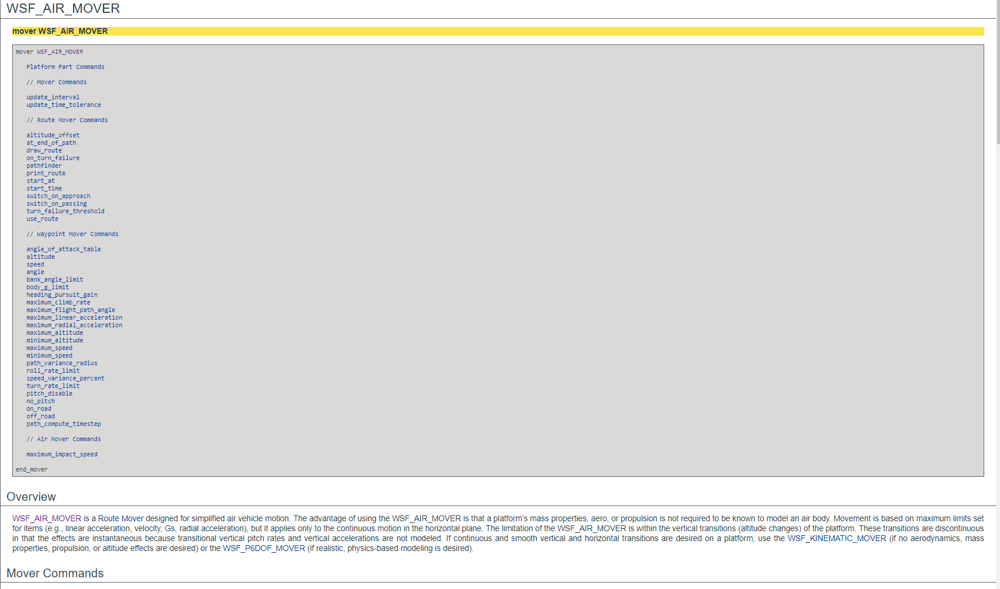 WSF_AIR_MOVER
mover WSF_AIR_MOVER
mover WSF_AIR_MOVER
Platform Part Commands
// Mover Commands
update_interval
update_time_tolerance
// Route Mover Commands
altitude_offset
at_end_of_path
draw_route
on_turn_failure
pathfinder
print_route
start_at
start_time
switch_on_approach
switch_on_passing
turn_failure_threshold
use_route
// Waypoint Mover Commands
angle_of_attack_table
altitude
speed
angle
bank_angle_limit
body_g_limit
heading_pursuit_gain
maximum_climb_rate
maximum_flight_path_angle
maximum_linear_acceleration
maximum_radial_acceleration
maximum_altitude
minimum_altitude
maximum_speed
minimum_speed
path_variance_radius
roll_rate_limit
speed_variance_percent
turn_rate_limit
pitch_disable
no_pitch
on_road
off_road
path_compute_timestep
// Air Mover Commands
maximum_impact_speed
end_mover
Overview
WSF_AIR_MOVER is a Route Mover designed for simplified air vehicle motion. The advantage of using the WSF_AIR_MOVER is that a platform's mass properties, aero, or propulsion is not required to be known to model an air body. Movement is based on maximum limits set
for items (e.g., linear acceleration, velocity, Gs, radial acceleration), but it applies only to the continuous motion in the horizontal plane. The limitation of the WSF_AIR_MOVER is within the vertical transitions (altitude changes) of the platform. These transitions are discontinuous
in that the effects are instantaneous because transitional vertical pitch rates and vertical accelerations are not modeled. If continuous and smooth vertical and horizontal transitions are desired on a platform, use the WSF_KINEMATIC_MOVER (if no aerodynamics, mass
properties, propulsion, or altitude effects are desired) or the WSF_P6DOF_MOVER (if realistic, physics-based modeling is desired).
Mover Commands